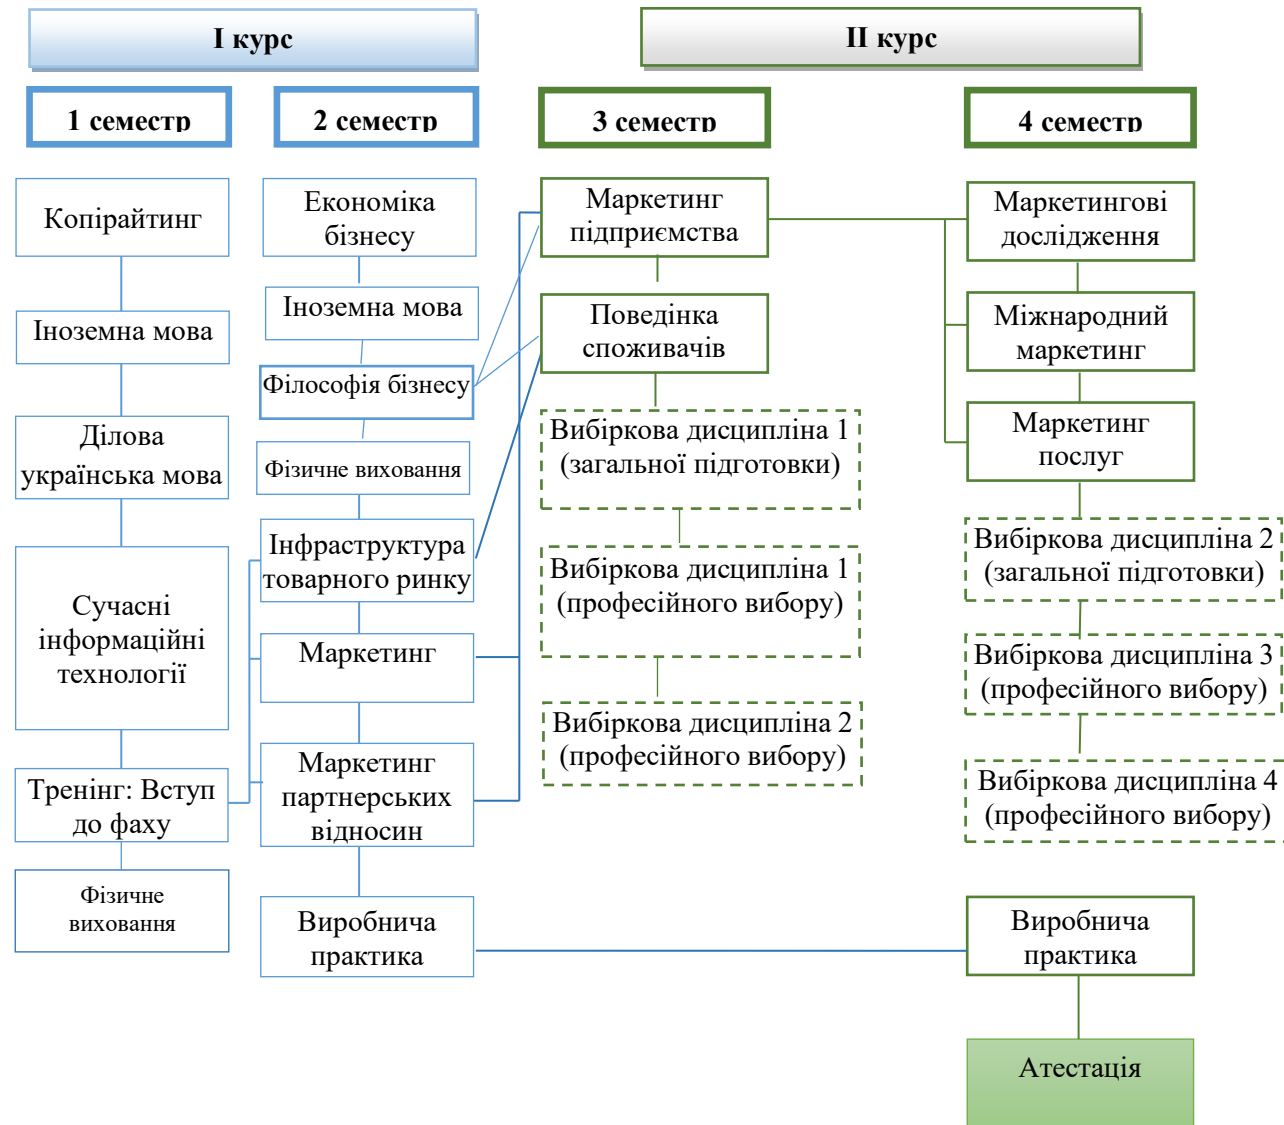 І курс
ІІ курс
1 семестр
2 семестр
3 семестр
4 семестр
Копірайтинг
Іноземна мова
Ділова
українська мова
Сучасні
інформаційні
технології
Тренінг: Вступ
до фаху
Фізичне
виховання
Економіка
бізнесу
Іноземна мова
Філософія бізнесу
Фізичне виховання
Інфраструктура
товарного ринку
Маркетинг
Маркетинг
партнерських
відносин
Виробнича
практика
Маркетинг
підприємства
Поведінка
споживачів
Вибіркова дисципліна 1
(загальної підготовки)
Вибіркова дисципліна 1
(професійного вибору)
Вибіркова дисципліна 2
(професійного вибору)
Маркетингові
дослідження
Міжнародний
маркетинг
Маркетинг
послуг
Вибіркова дисципліна 2
(загальної підготовки)
Вибіркова дисципліна 3
(професійного вибору)
Вибіркова дисципліна 4
(професійного вибору)
Виробнича
практика
Атестація